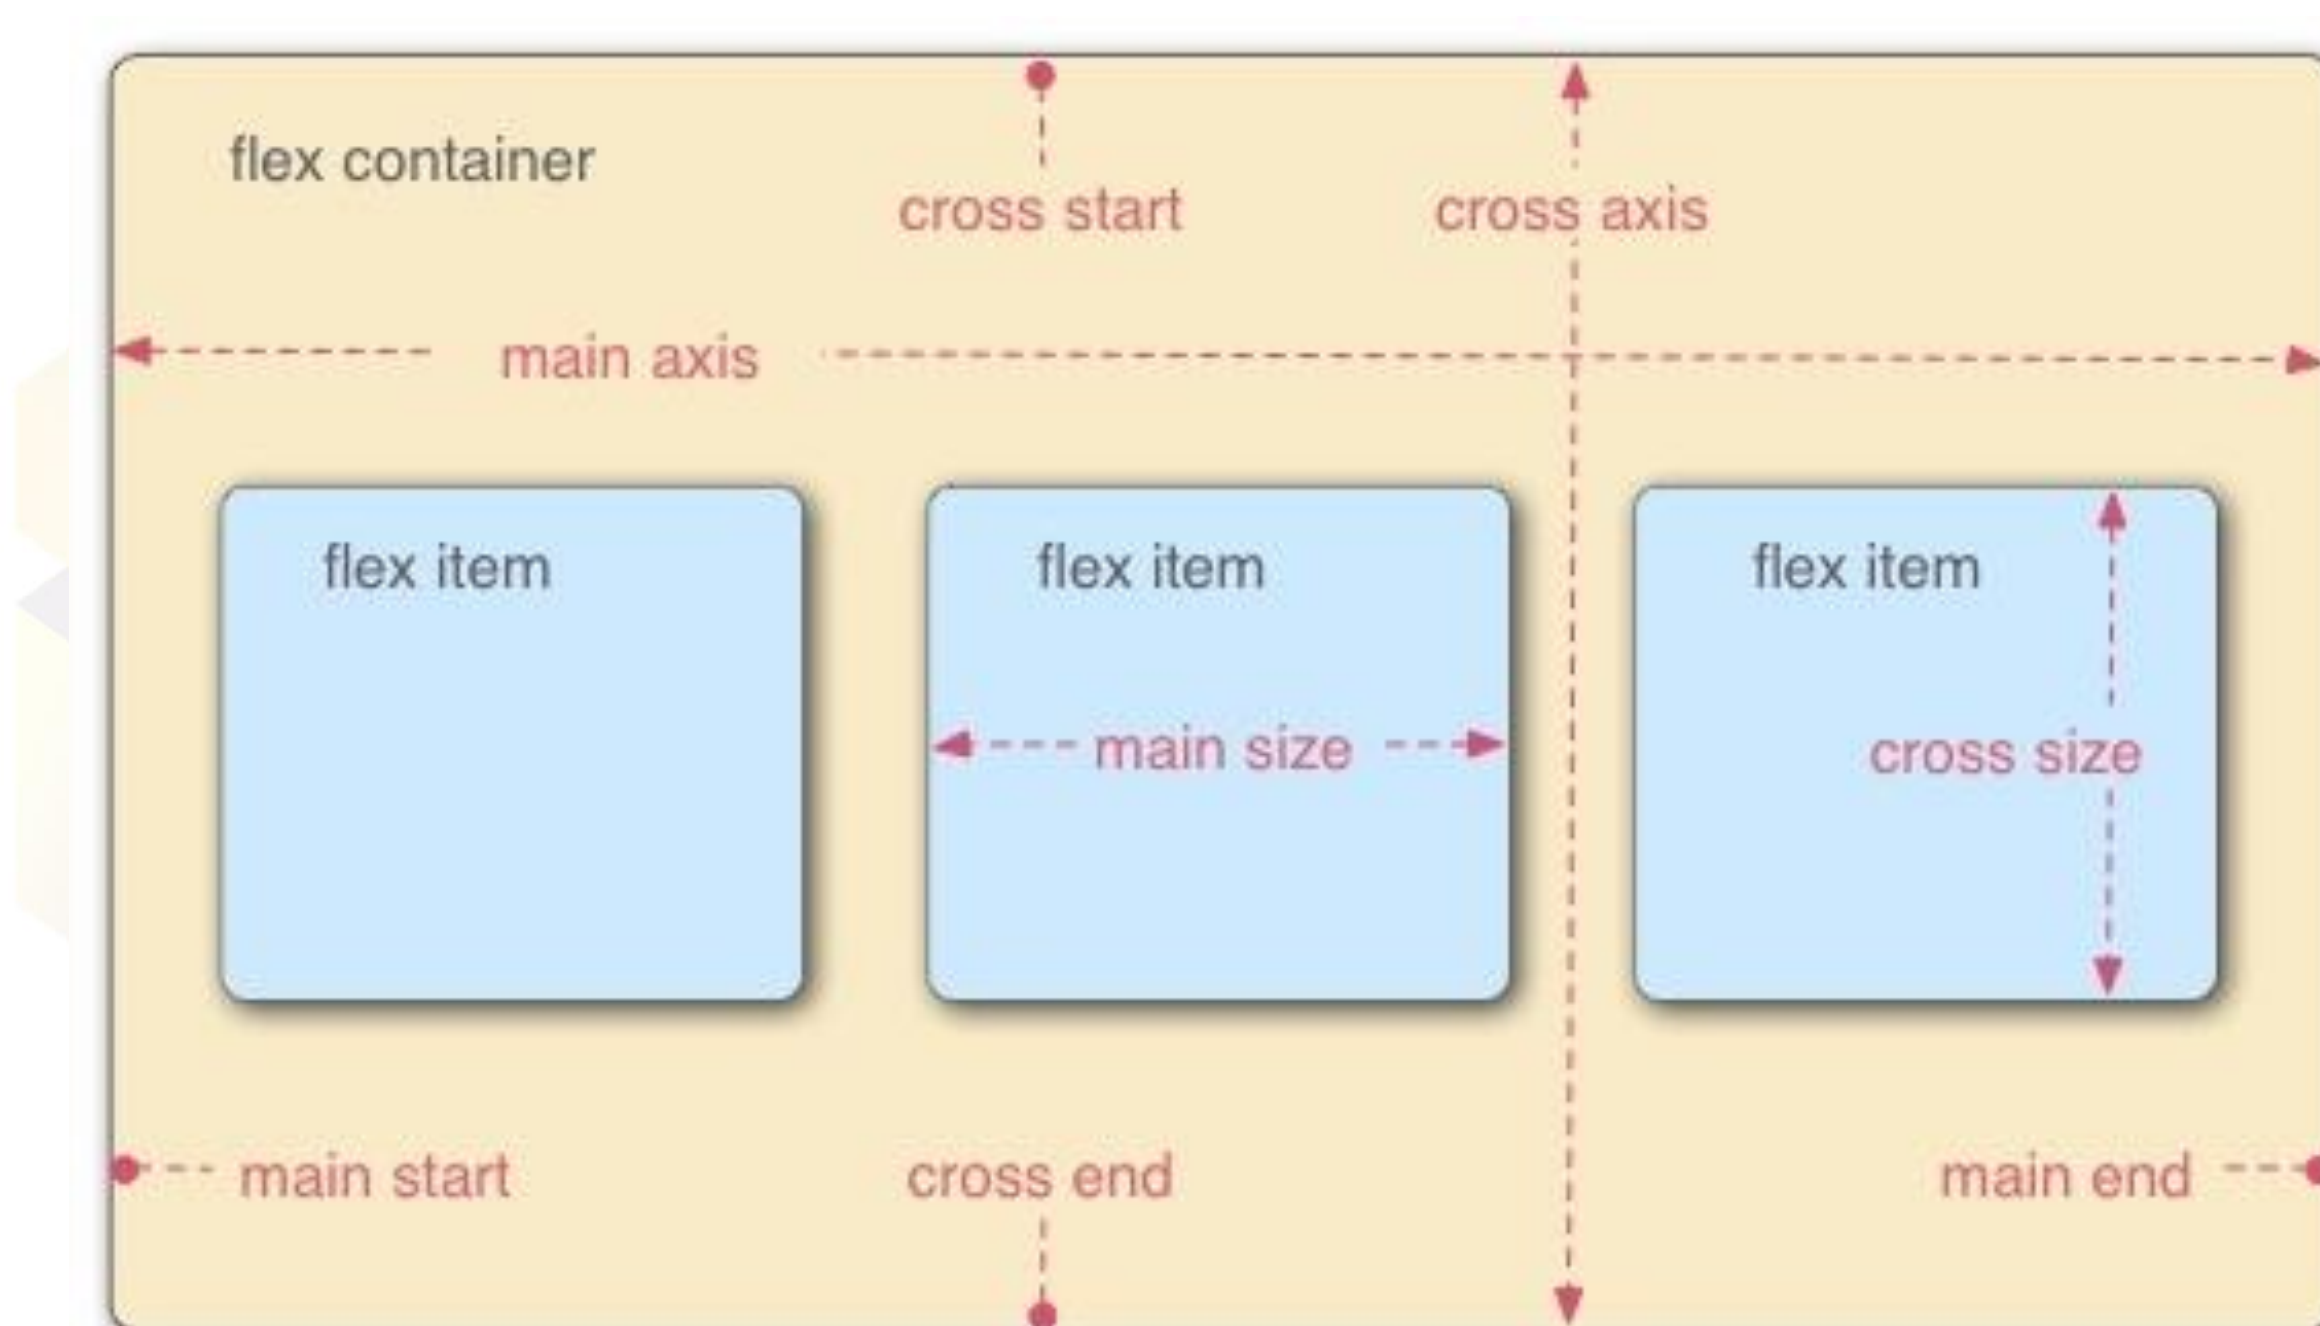 flex container
cross start
cross axis
main axis
flex item
flex item
flex item
main size
cross size
main start
cross end
main end